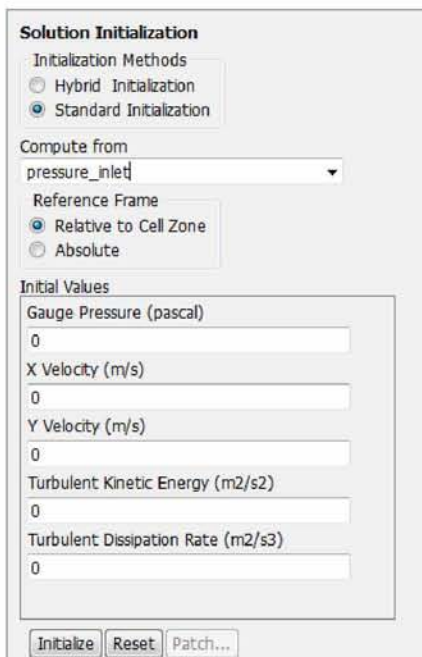 Solution Initialization
Initialization Methods
Hybrid Initialization
Standard Initialization
Compute from
pressure_inlet
Reference Frame
Relative to Cell Zone
Absolute
Initial Values
Gauge Pressure (pascal)
0
X Velocity (m/s)
0
Y Velocity (m/s)
0
Turbulent Kinetic Energy (m2/s2)
0
Turbulent Dissipation Rate (m2/s3)
0
Initialize Reset Patch...